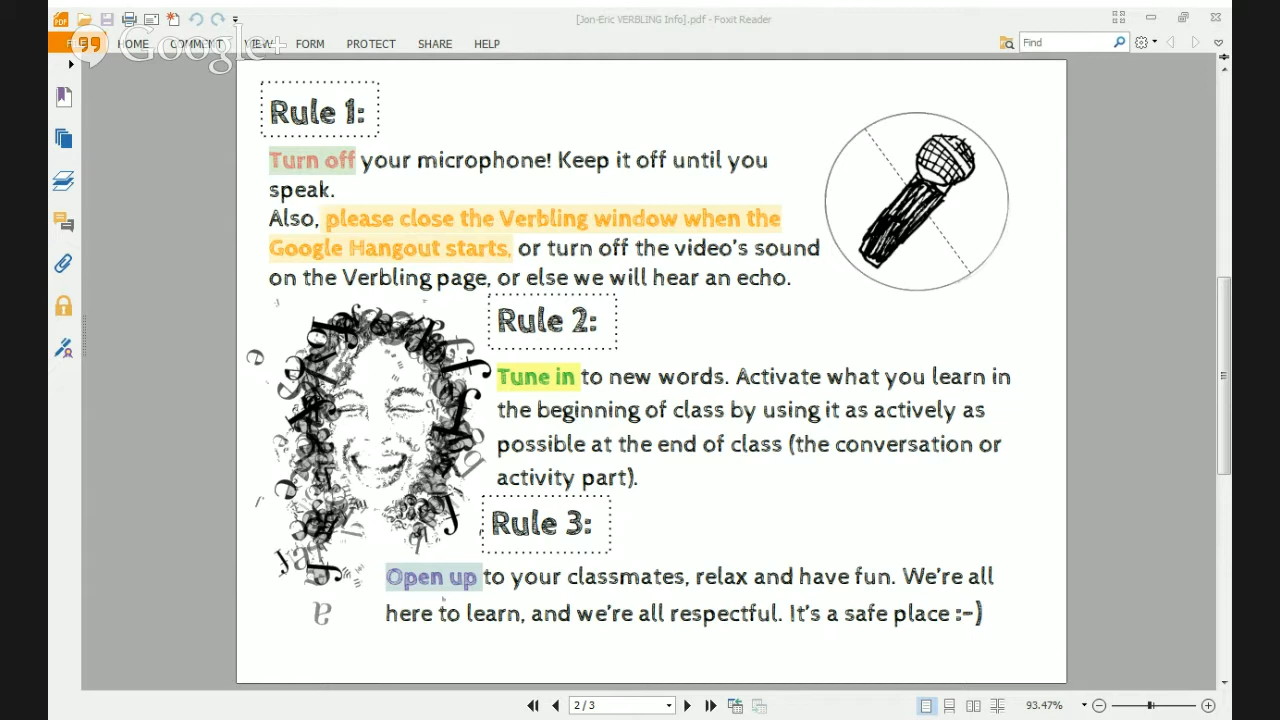 [Jon-Eric VERBLING Info].pdf - Foxit Reader
HOME COMMENT VIEW FORM PROTECT SHARE HELP
Google+
Find
Rule 1:
Turn off your microphone! Keep it off until you
speak.
Also, please close the Verbling window when the
Google Hangout starts, or turn off the video's sound
on the Verbling page, or else we will hear an echo.
Rule 2:
Tune in to new words. Activate what you learn in
the beginning of class by using it as actively as
possible at the end of class (the conversation or
activity part).
Rule 3:
Open up to your classmates, relax and have fun. We're all
here to learn, and we're all respectful. It's a safe place :-)
2 / 3
93.47%